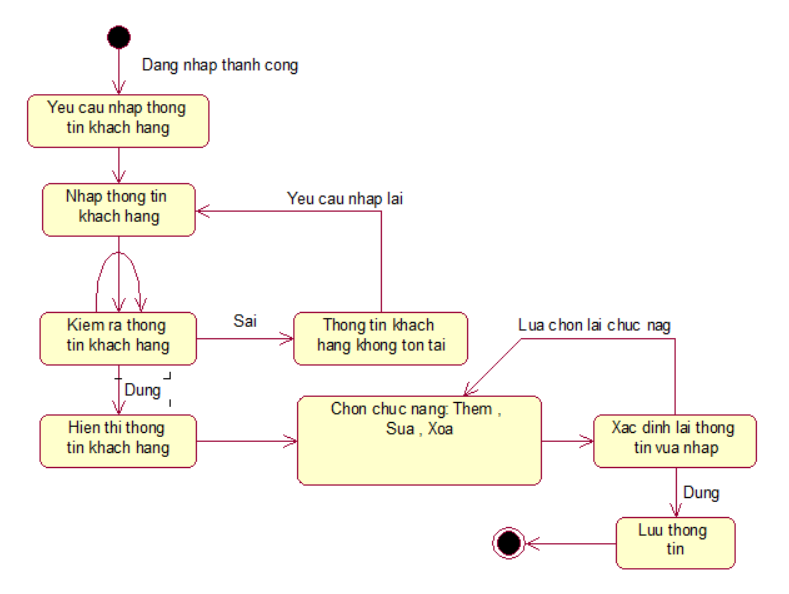 Dang nhap thanh cong
Yeu cau nhap thong
tin khach hang
Nhap thong tin
khach hang
Yeu cau nhap lai
Kiem ra thong
tin khach hang
Sai
Thong tin khach
hang khong ton tai
Lua chon lai chuc nag
Dung
Hien thi thong
tin khach hang
Chon chuc nang: Them ,
Sua , Xoa
Xac dinh lai thong
tin vua nhap
Dung
Luu thong
tin